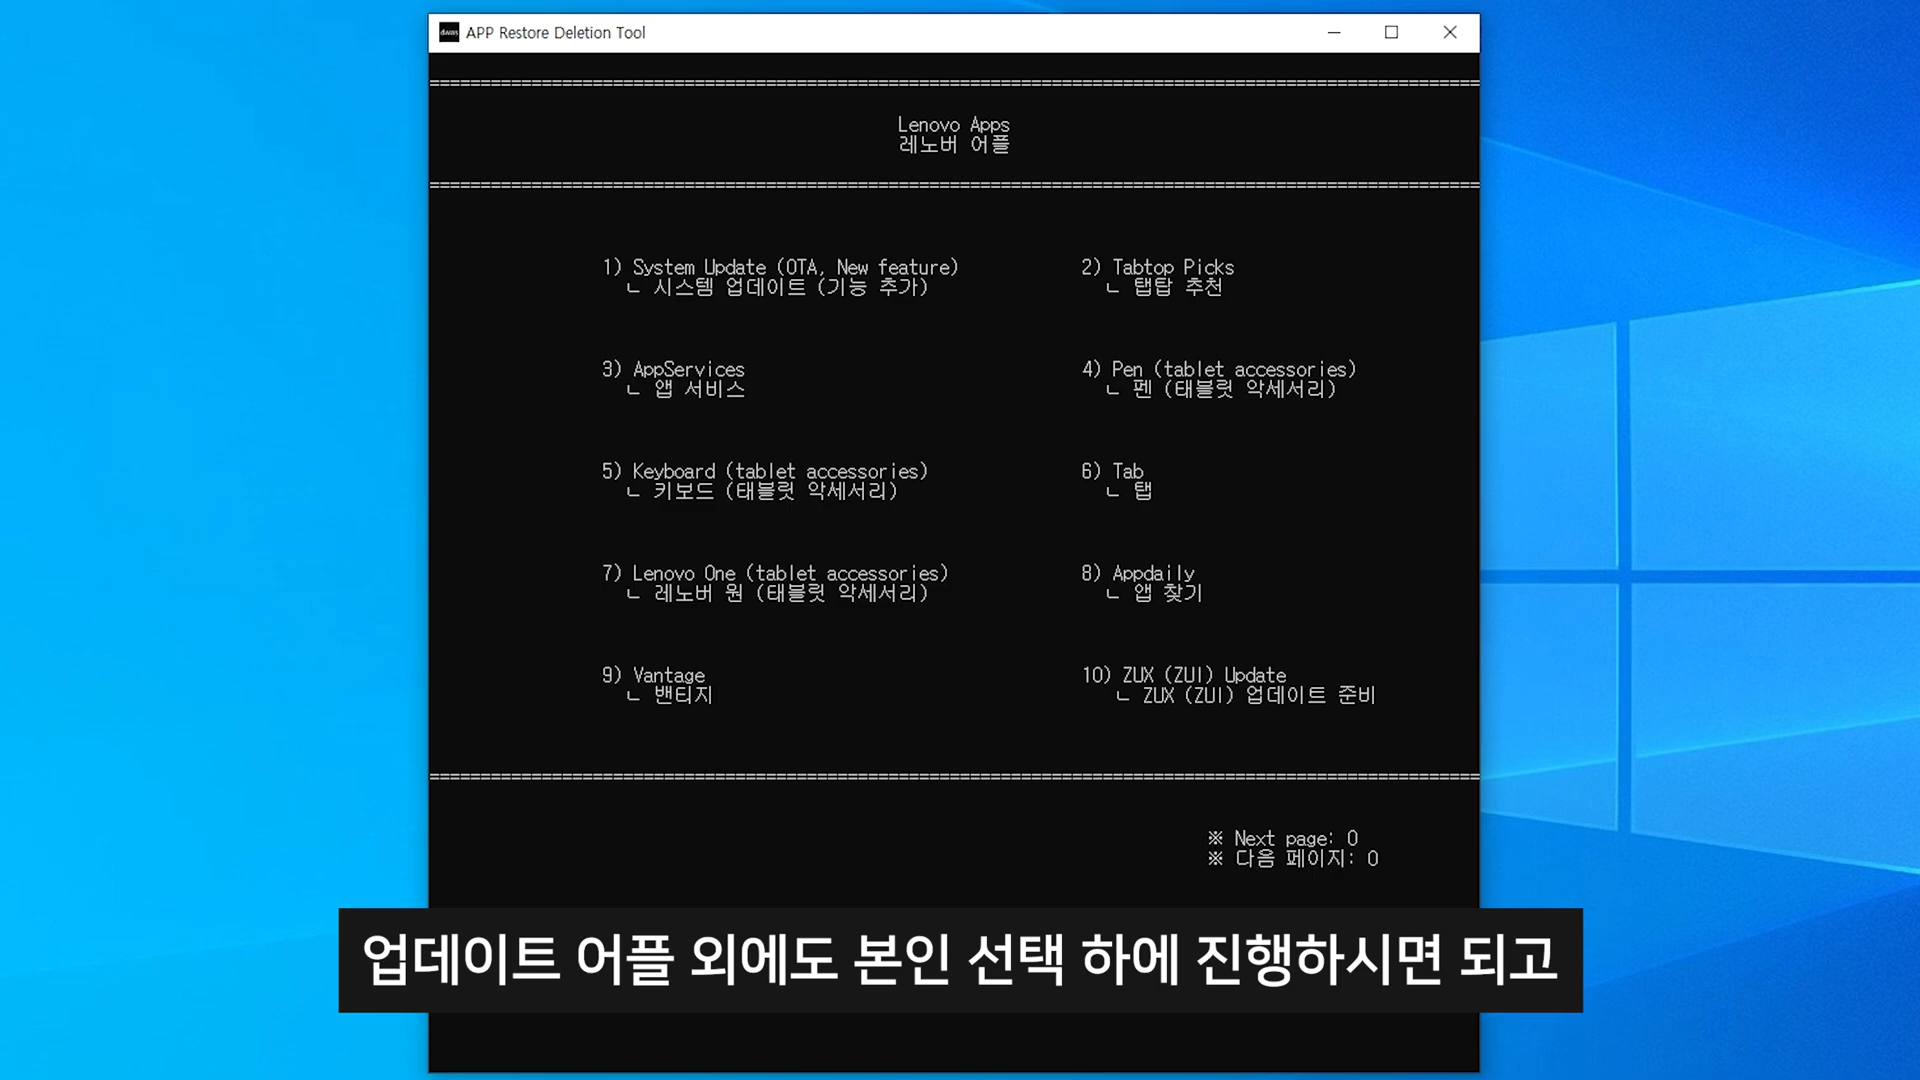 APP Restore Deletion Tool
Lenovo Apps
레노버 어플
1) System Update (OTA, New feature)
ㄴ 시스템 업데이트 (기능 추가)
2) Tabtop Picks
ㄴ 탭탑 추천
3) AppServices
ㄴ 앱 서비스
4) Pen (tablet accessories)
ㄴ 펜 (태블릿 악세서리)
5) Keyboard (tablet accessories)
ㄴ 키보드 (태블릿 악세서리)
6) Tab
ㄴ 탭
7) Lenovo One (tablet accessories)
ㄴ 레노버 원 (태블릿 악세서리)
8) Appdaily
ㄴ 앱 찾기
9) Vantage
ㄴ 밴티지
10) ZUX (ZUI) Update
ㄴ ZUX (ZUI) 업데이트 준비
※ Next page: 0
※ 다음 페이지: 0
업데이트 어플 외에도 본인 선택 하에 진행하시면 되고